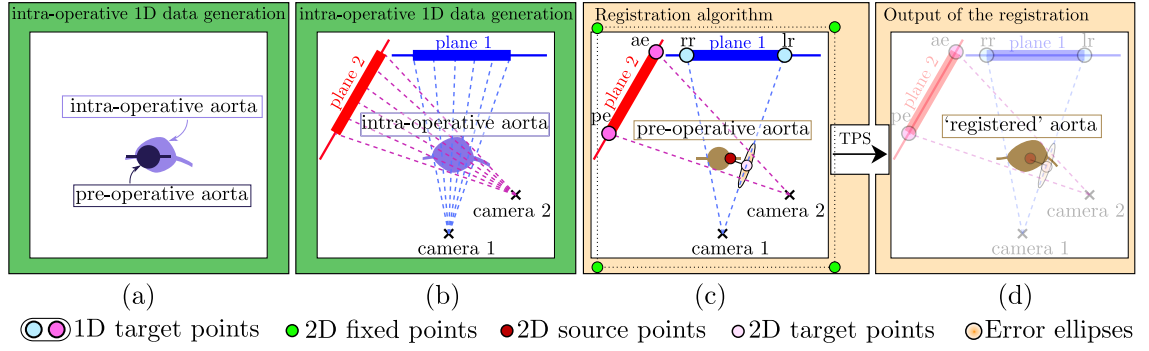 intra-operative 1D data generation
intra-operative aorta
pre-operative aorta
(a)
intra-operative 1D data generation
plane 1
plane 2
intra-operative aorta
camera 2
camera 1
(b)
Registration algorithm
ae
rr
lr
plane 1
plane 2
pe
pre-operative aorta
camera 2
camera 1
(c)
TPS
Output of the registration
ae
rr
lr
plane 1
plane 2
pe
'registered' aorta
camera 2
camera 1
(d)
1D target points
2D fixed points
2D source points
2D target points
Error ellipses